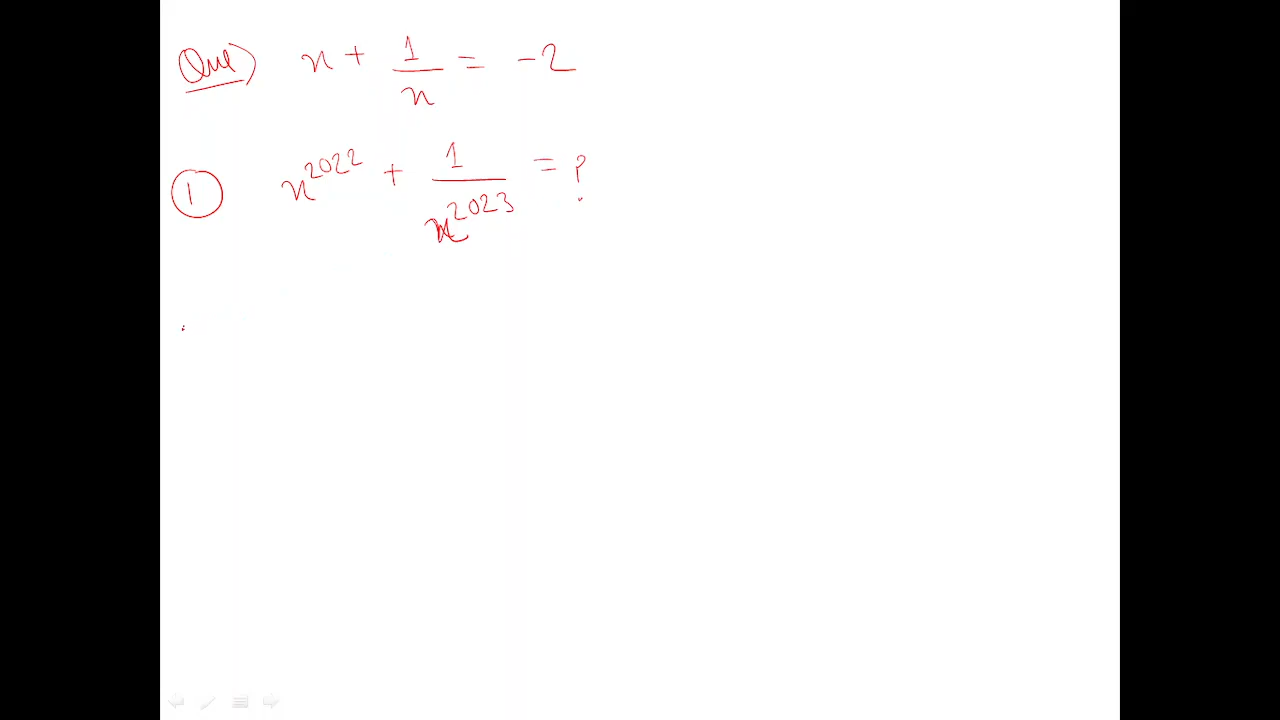 Que) x + 1/x = -2
① x^2022 + 1/x^2023 = ?